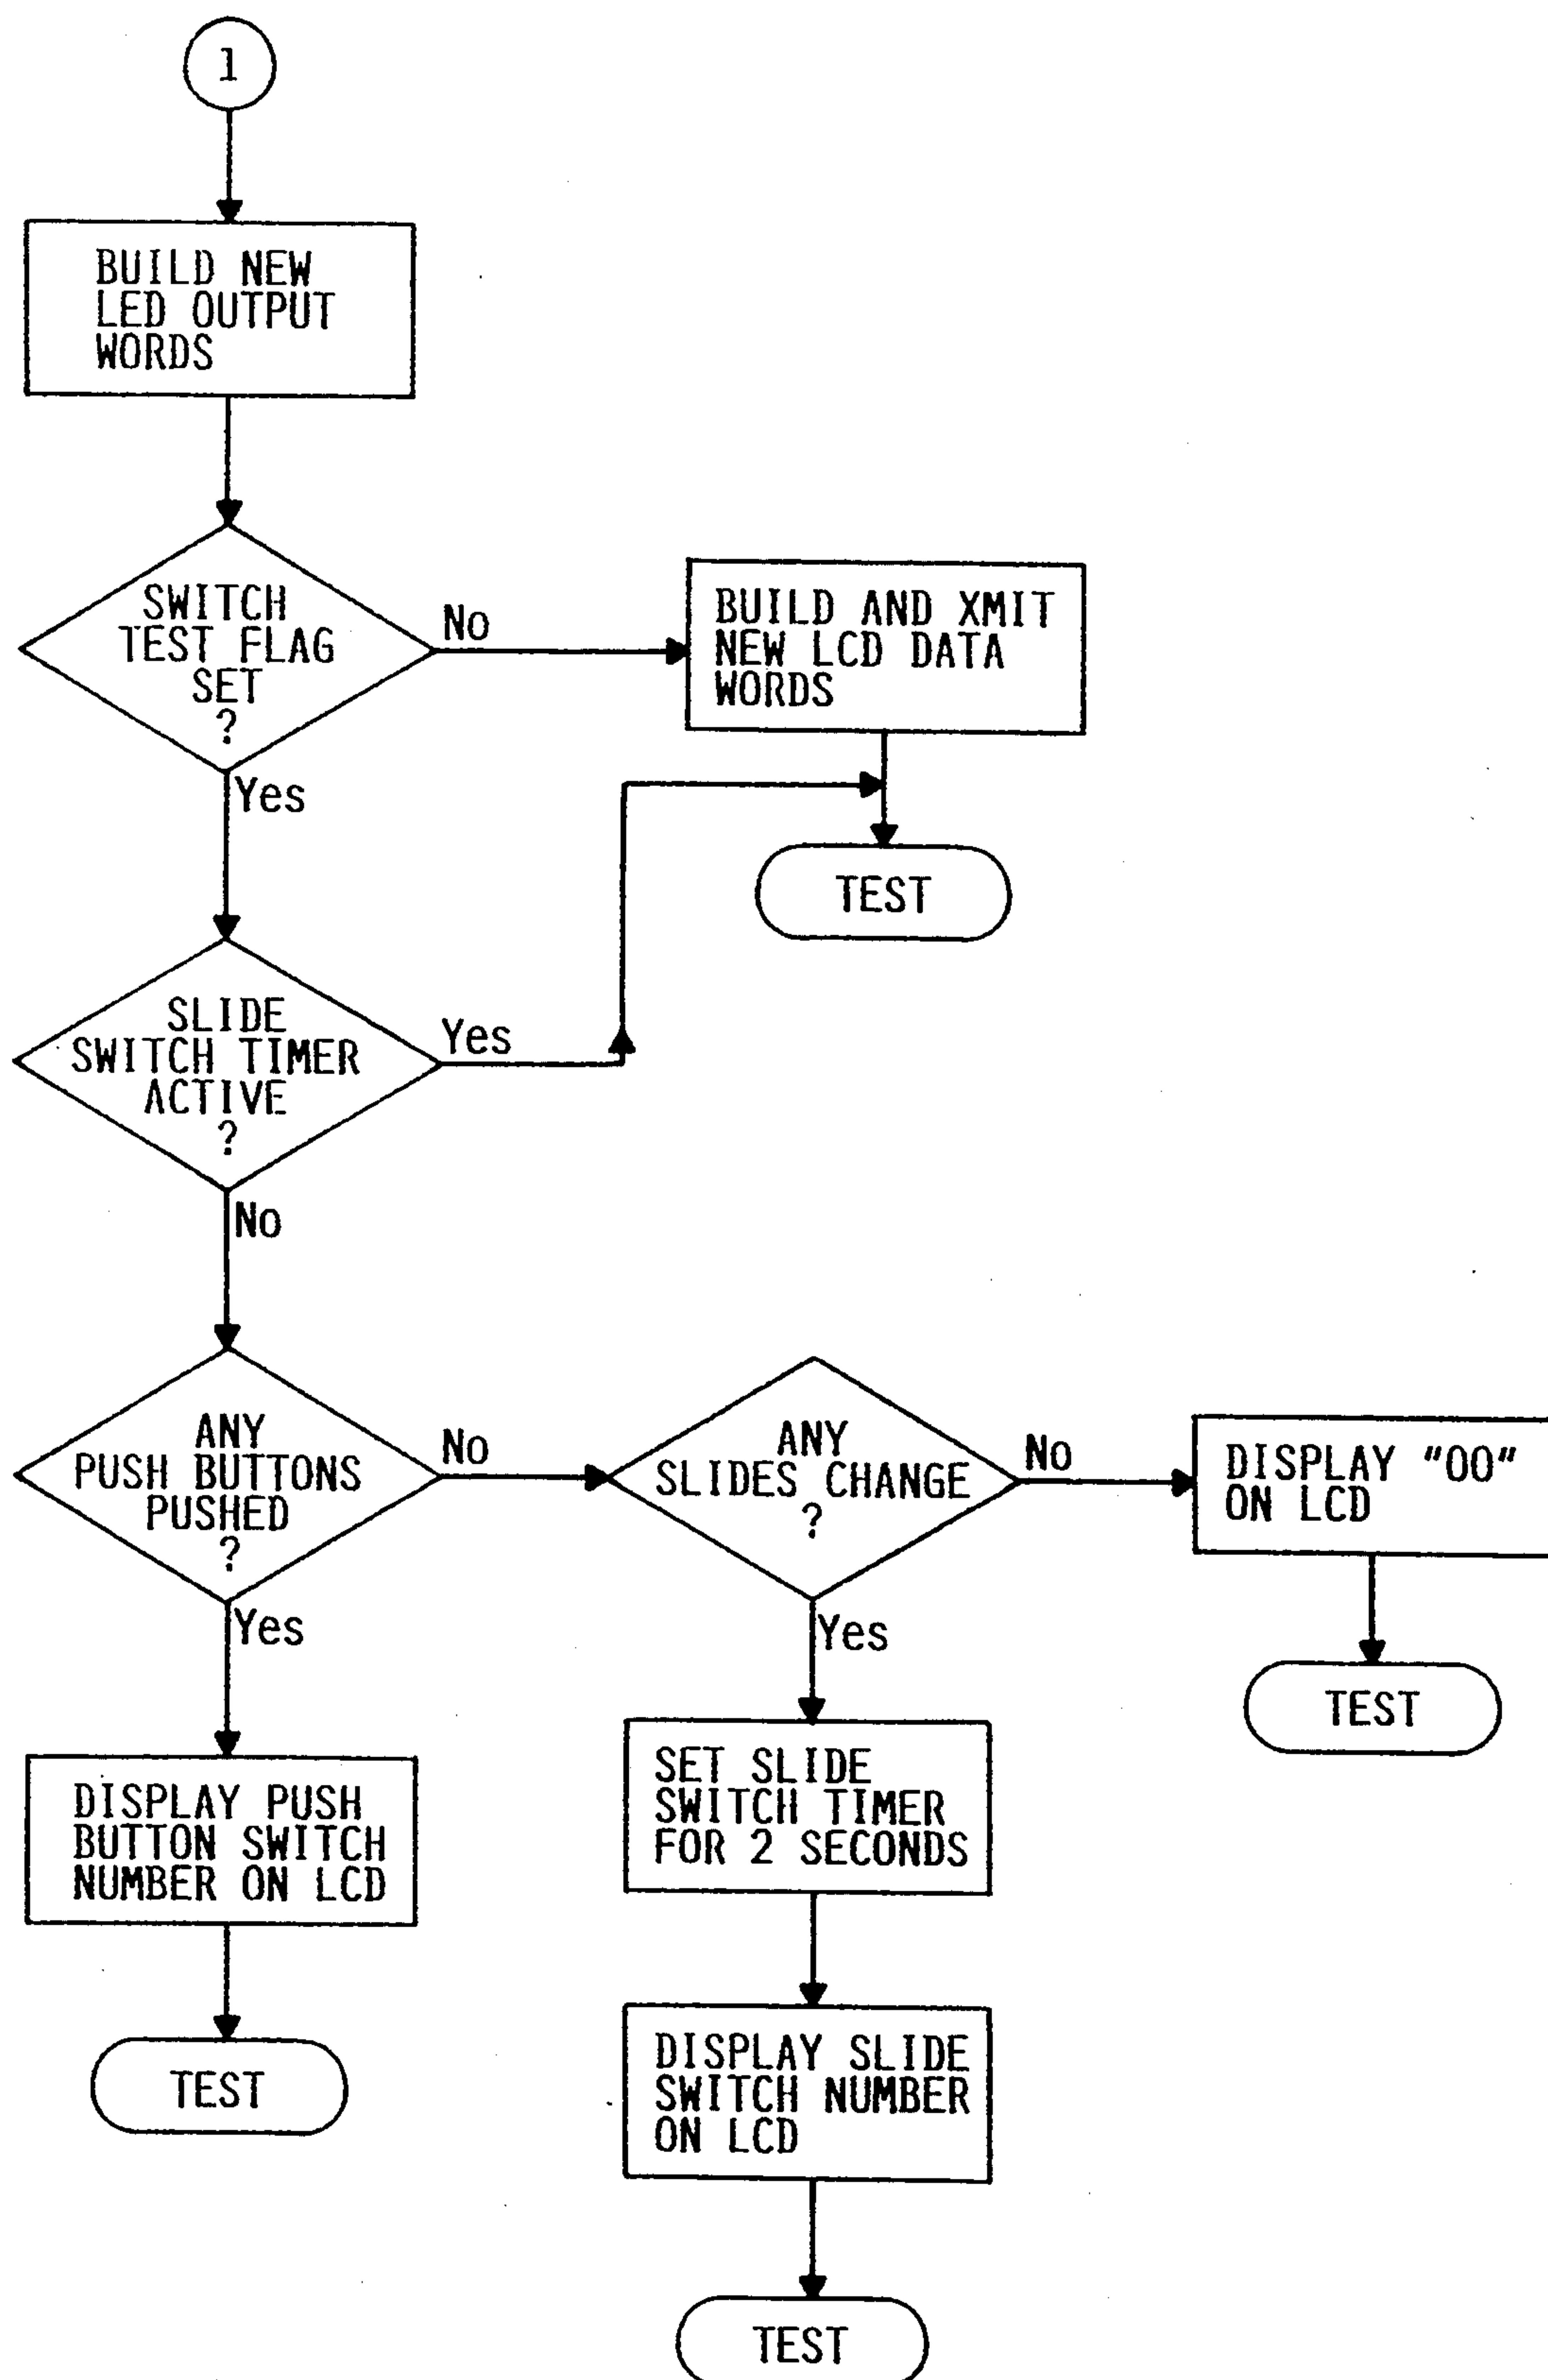 1
BUILD NEW
LED OUTPUT
WORDS
SWITCH
TEST FLAG
SET
?
No
BUILD AND XMIT
NEW LCD DATA
WORDS
Yes
TEST
SLIDE
SWITCH TIMER
ACTIVE
?
Yes
No
ANY
PUSH BUTTONS
PUSHED
?
No
ANY
SLIDES CHANGE
?
No
DISPLAY "00"
ON LCD
Yes
Yes
TEST
DISPLAY PUSH
BUTTON SWITCH
NUMBER ON LCD
SET SLIDE
SWITCH TIMER
FOR 2 SECONDS
TEST
DISPLAY SLIDE
SWITCH NUMBER
ON LCD
TEST